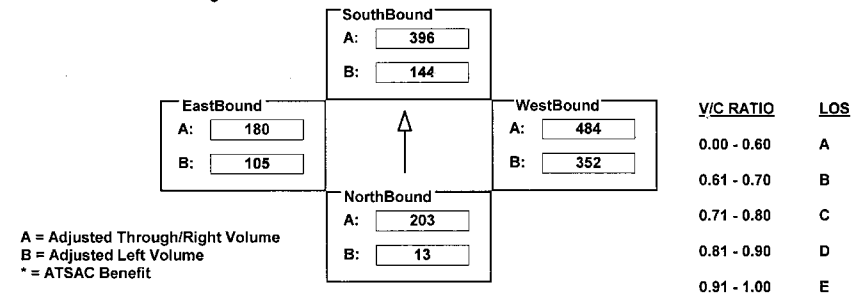 SouthBound
A: 396
B: 144
EastBound
A: 180
B: 105
WestBound
A: 484
B: 352
NorthBound
A: 203
B: 13
A = Adjusted Through/Right Volume
B = Adjusted Left Volume
* = ATSAC Benefit
V/C RATIO LOS
0.00 - 0.60 A
0.61 - 0.70 B
0.71 - 0.80 C
0.81 - 0.90 D
0.91 - 1.00 E